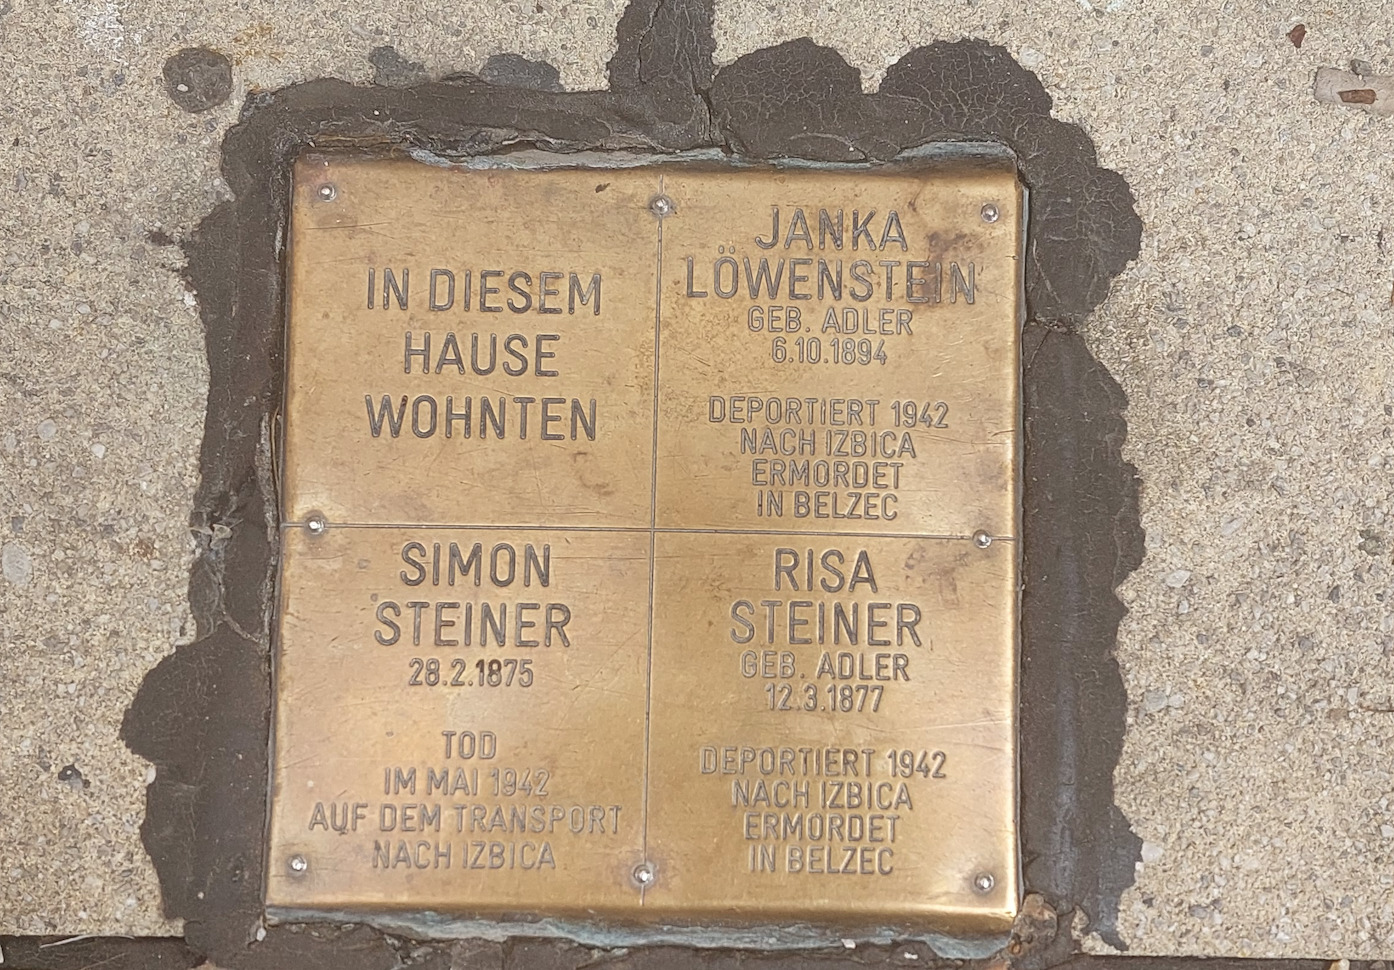 IN DIESEM
HAUSE
WOHNTEN
JANKA
LÖWENSTEIN
GEB. ADLER
6.10.1894
DEPORTIERT 1942
NACH IZBICA
ERMORDET
IN BELZEC
SIMON
STEINER
28.2.1875
TOD
IM MAI 1942
AUF DEM TRANSPORT
NACH IZBICA
RISA
STEINER
GEB. ADLER
12.3.1877
DEPORTIERT 1942
NACH IZBICA
ERMORDET
IN BELZEC